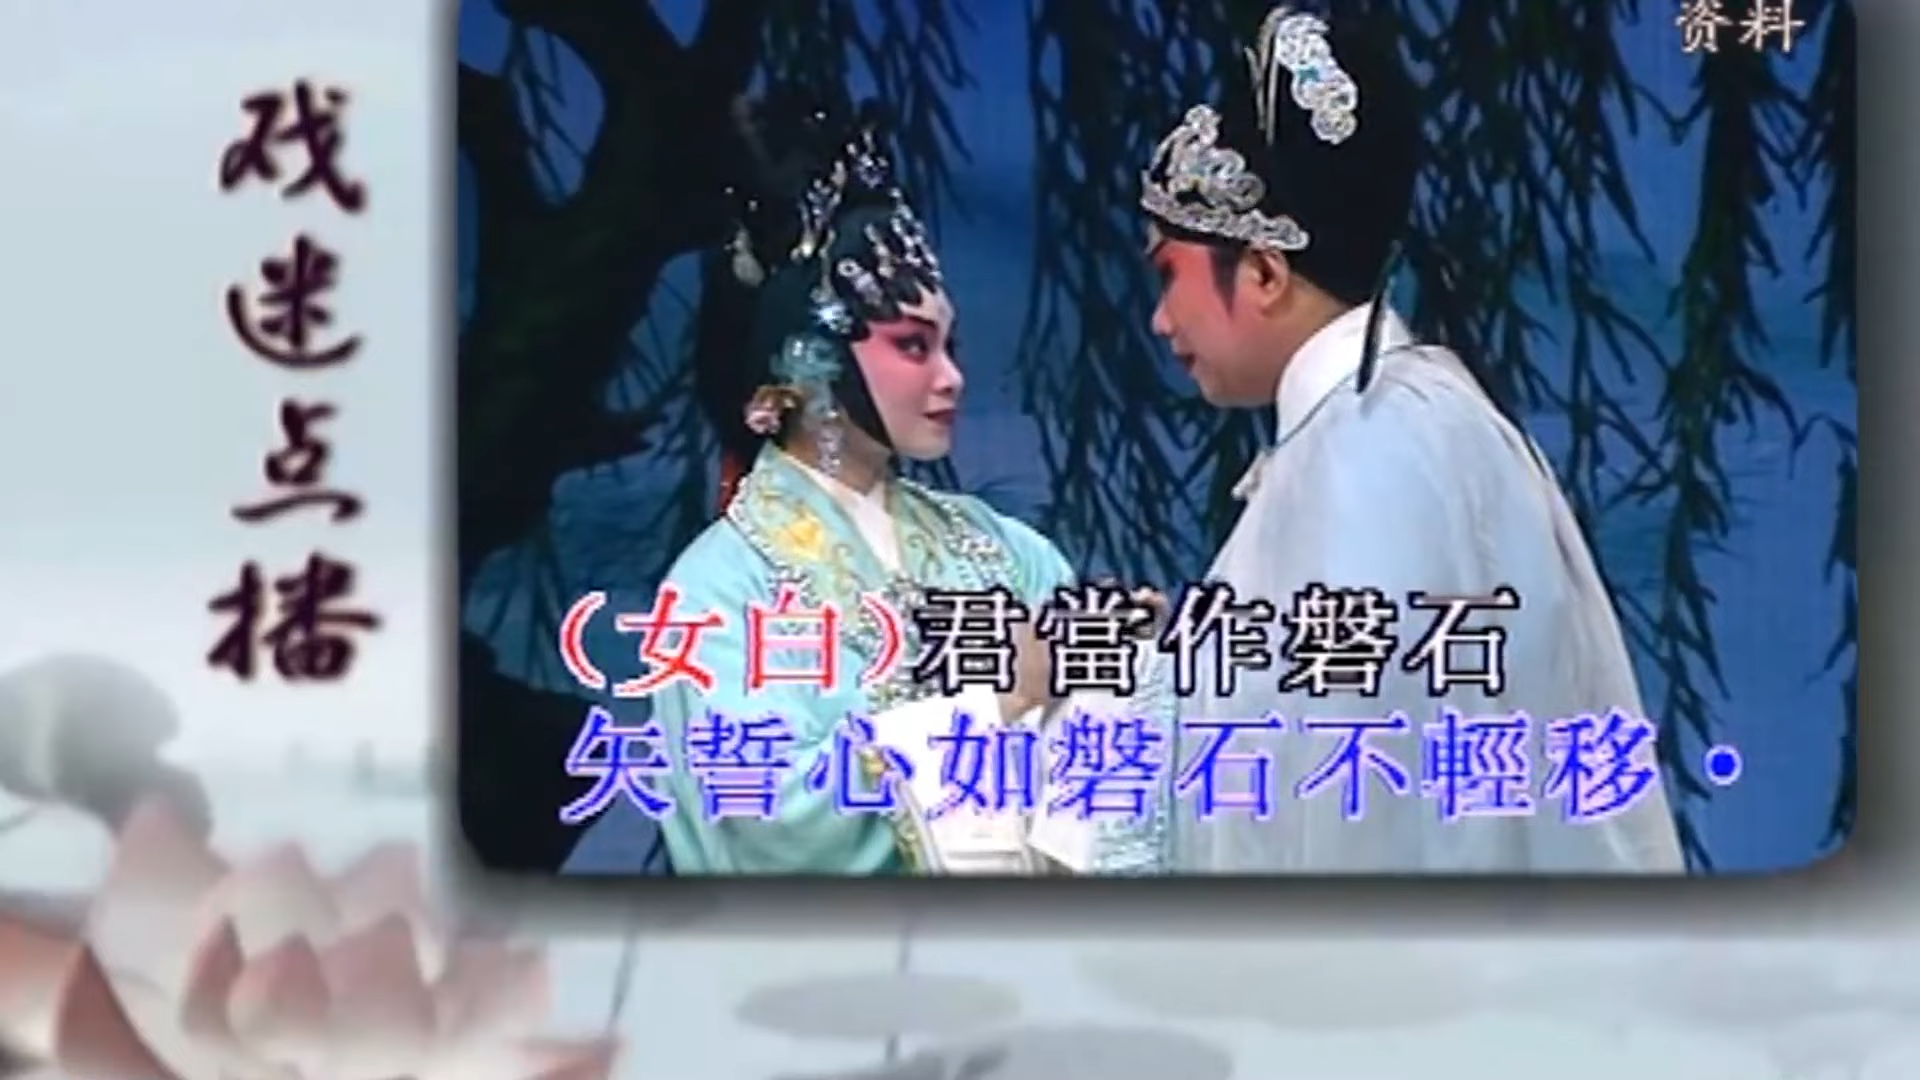 资料
戏迷点播
(女白)君當作磐石
矢誓心如磐石不輕移·